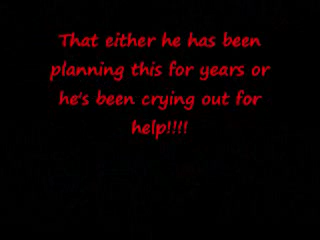 That either he has been
planning this for years or
he's been crying out for
help!!!!